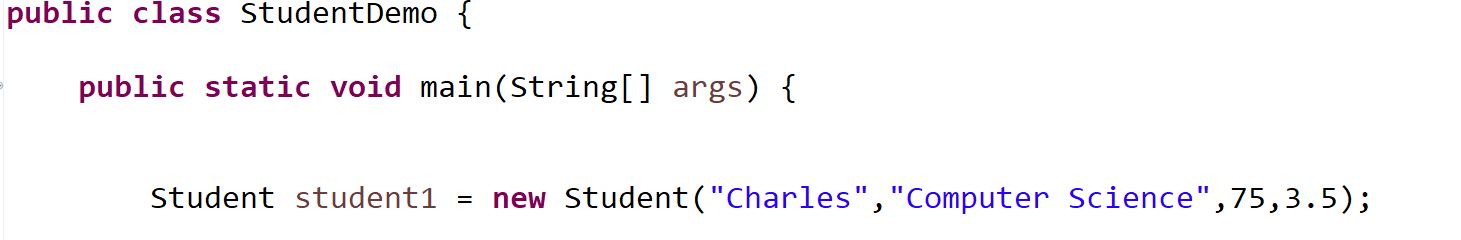 public class StudentDemo {
public static void main(String[] args) {
Student student1 = new Student("Charles","Computer Science",75,3.5);